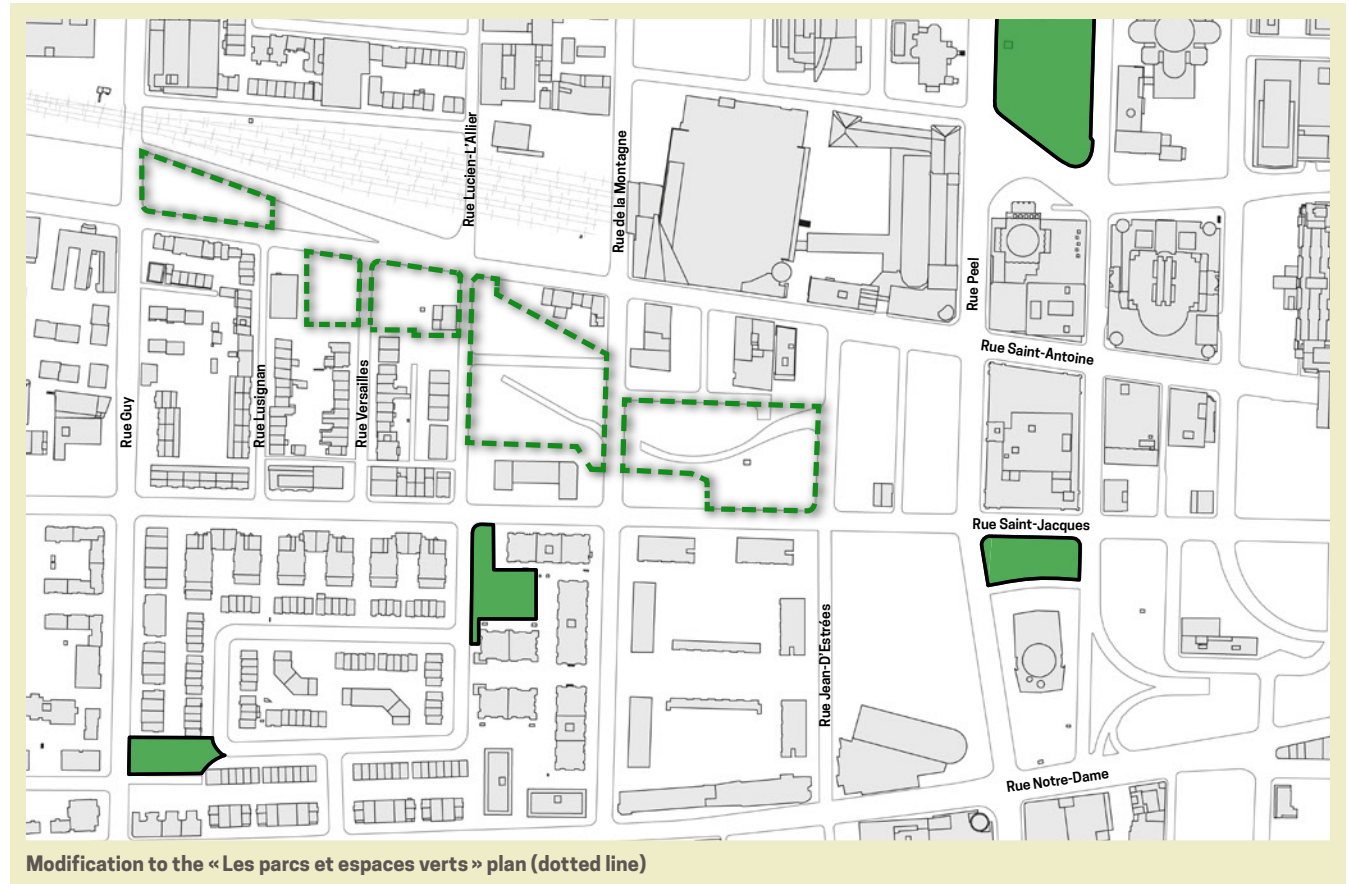 Rue Lucien-L'Allier
Rue de la Montagne
Rue Peel
Rue Saint-Antoine
Rue Guy
Rue Lusignan
Rue Versailles
Rue Saint-Jacques
Rue Jean-D'Estrées
Rue Notre-Dame
Modification to the « Les parcs et espaces verts » plan (dotted line)